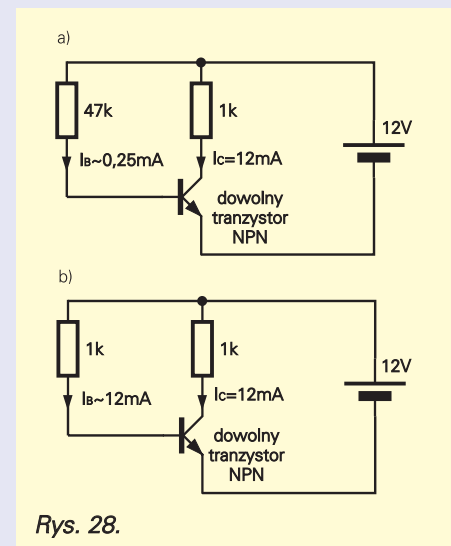 a)
47k
1k
12V
IB~0,25mA
IC=12mA
dowolny
tranzystor
NPN
b)
1k
1k
12V
IB~12mA
IC=12mA
dowolny
tranzystor
NPN
Rys. 28.